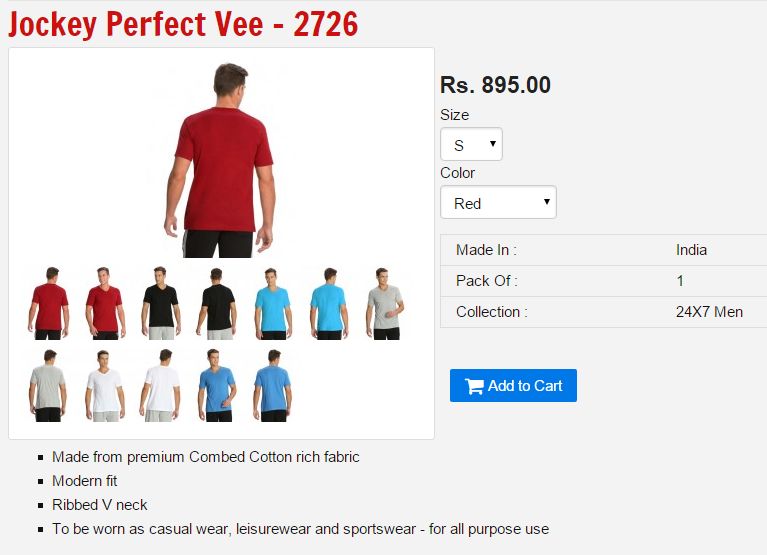 Jockey Perfect Vee - 2726
Rs. 895.00
Size
S
Color
Red
Made In : India
Pack Of : 1
Collection : 24X7 Men
Add to Cart
Made from premium Combed Cotton rich fabric
Modern fit
Ribbed V neck
To be worn as casual wear, leisurewear and sportswear - for all purpose use